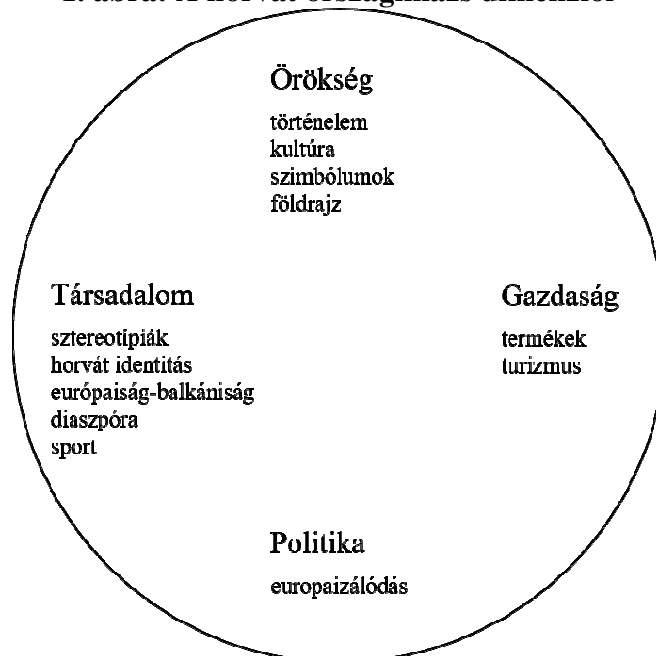 Örökség
történelem
kultúra
szimbólumok
földrajz
Társadalom
sztereotípiák
horvát identitás
európaiság-balkániság
diaszpóra
sport
Gazdaság
termékek
turizmus
Politika
europaizálódás